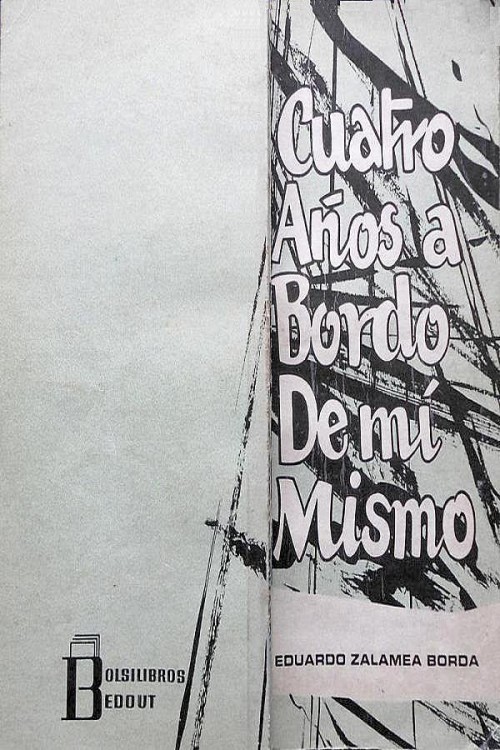 Cuatro
Años a
Bordo
De mí
Mismo
EDUARDO ZALAMEA BORDA
BOLSILIBROS
BEDOUT